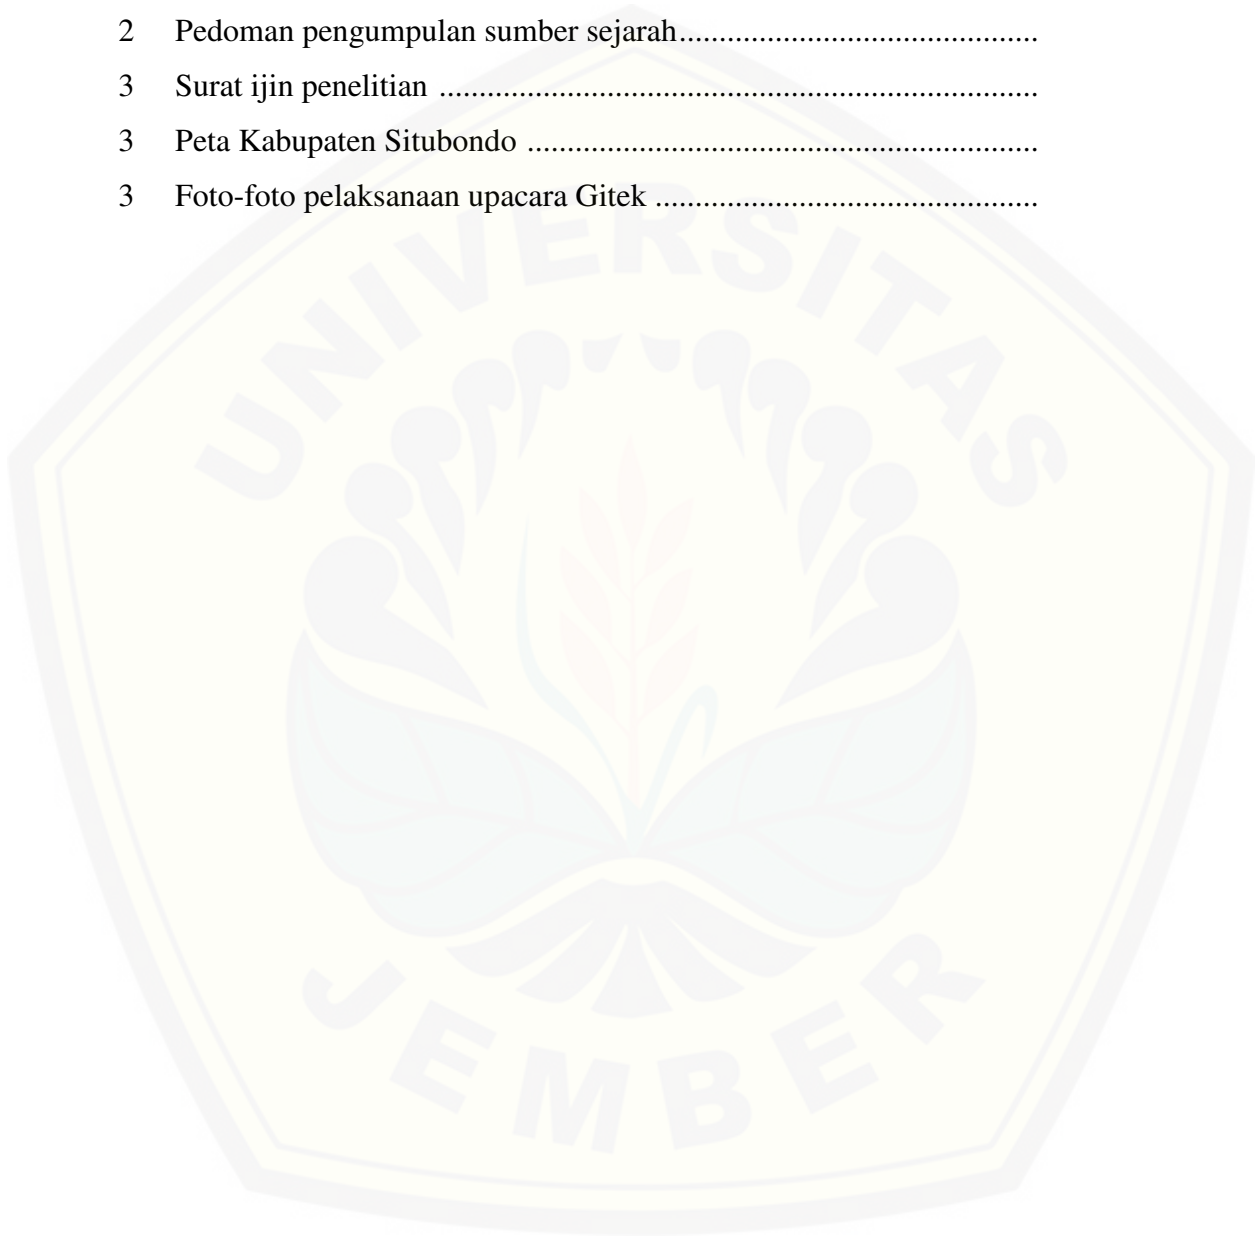 2 Pedoman pengumpulan sumber sejarah.......................................
3 Surat ijin penelitian ..................................................................
3 Peta Kabupaten Situbondo ........................................................
3 Foto-foto pelaksanaan upacara Gitek ..........................................
UNIVERSITAS
JEMBER